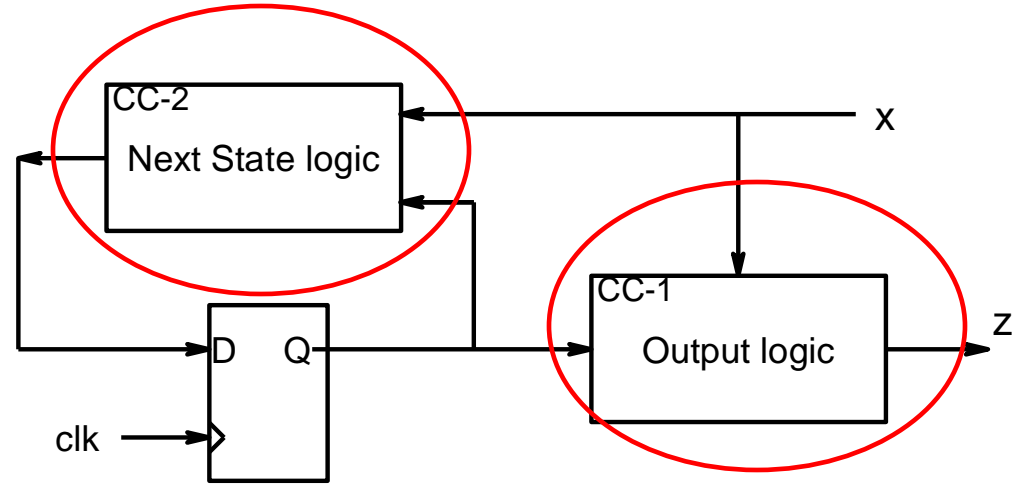 CC-2
Next State logic
x
CC-1
Output logic
z
D
Q
clk